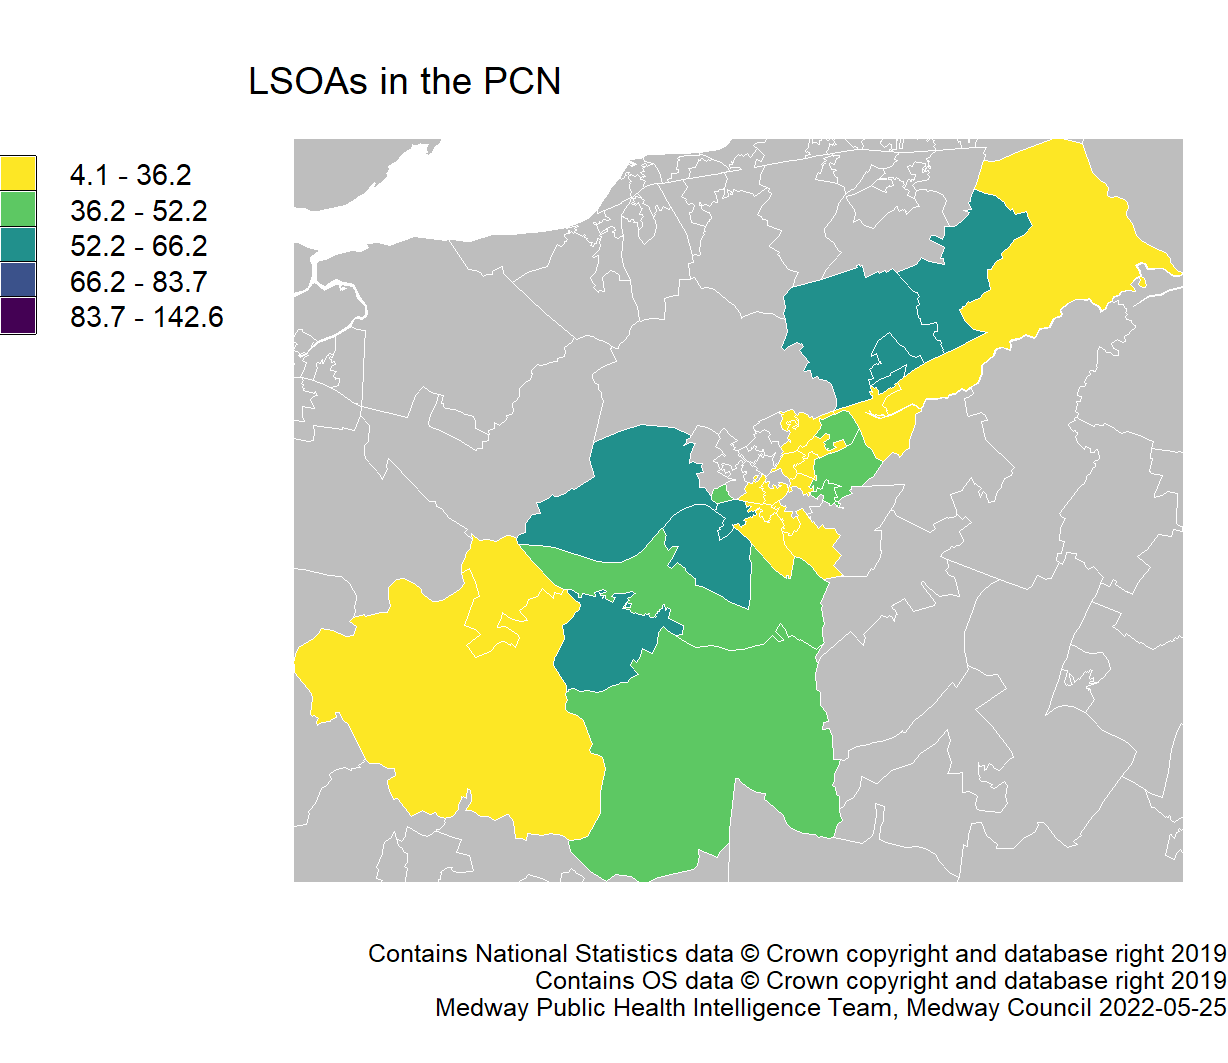 LSOAs in the PCN
4.1 - 36.2
36.2 - 52.2
52.2 - 66.2
66.2 - 83.7
83.7 - 142.6
Contains National Statistics data © Crown copyright and database right 2019
Contains OS data © Crown copyright and database right 2019
Medway Public Health Intelligence Team, Medway Council 2022-05-25